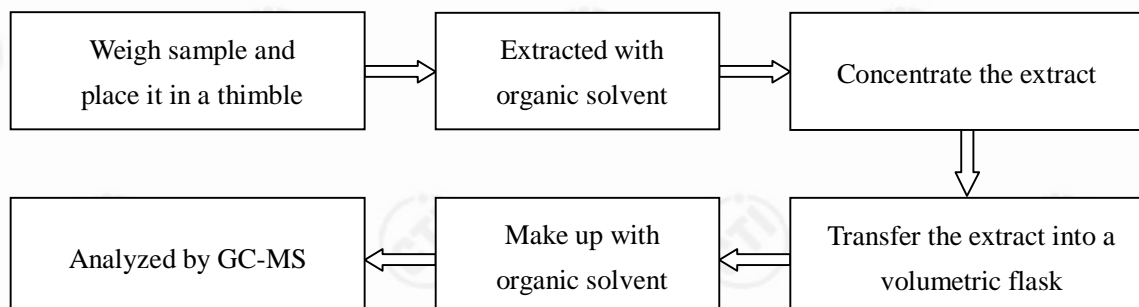 Weigh sample and
place it in a thimble
Extracted with
organic solvent
Concentrate the extract
Transfer the extract into a
volumetric flask
Make up with
organic solvent
Analyzed by GC-MS
CTI